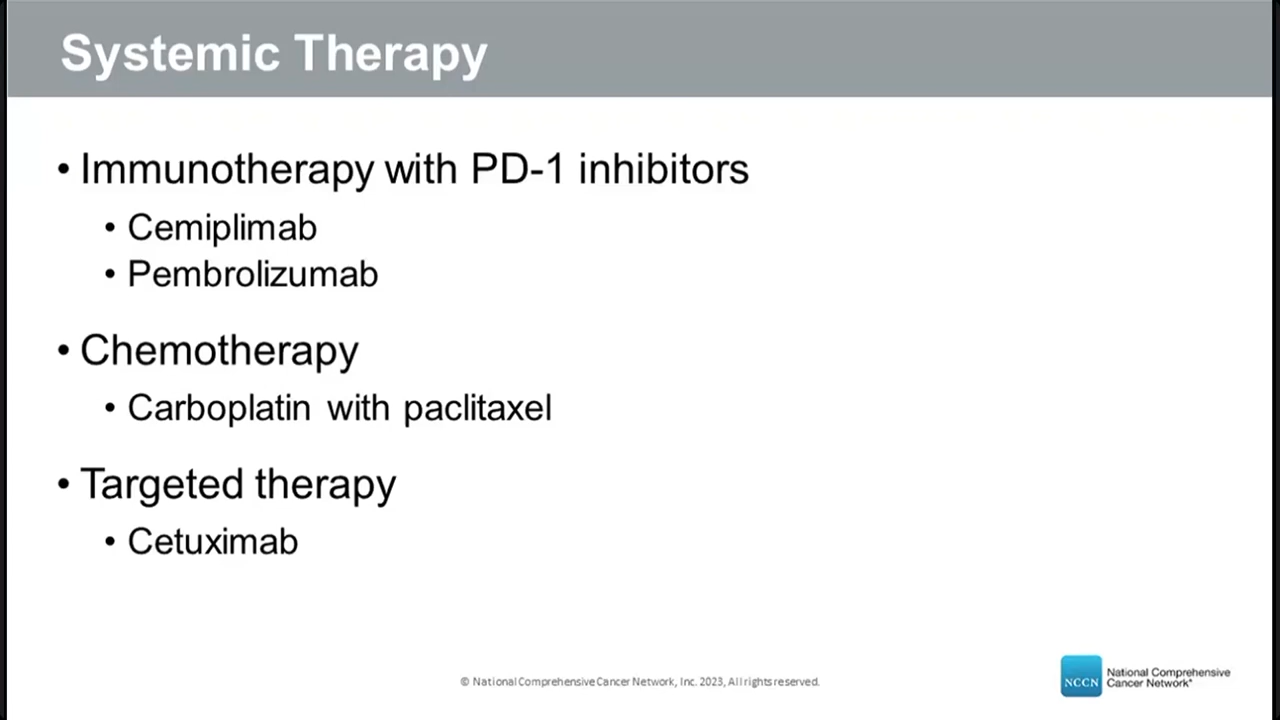 Systemic Therapy
• Immunotherapy with PD-1 inhibitors
• Cemiplimab
• Pembrolizumab
• Chemotherapy
• Carboplatin with paclitaxel
• Targeted therapy
• Cetuximab
© National Comprehensive Cancer Network, Inc. 2023, All rights reserved.
NCCN
National Comprehensive
Cancer Network®